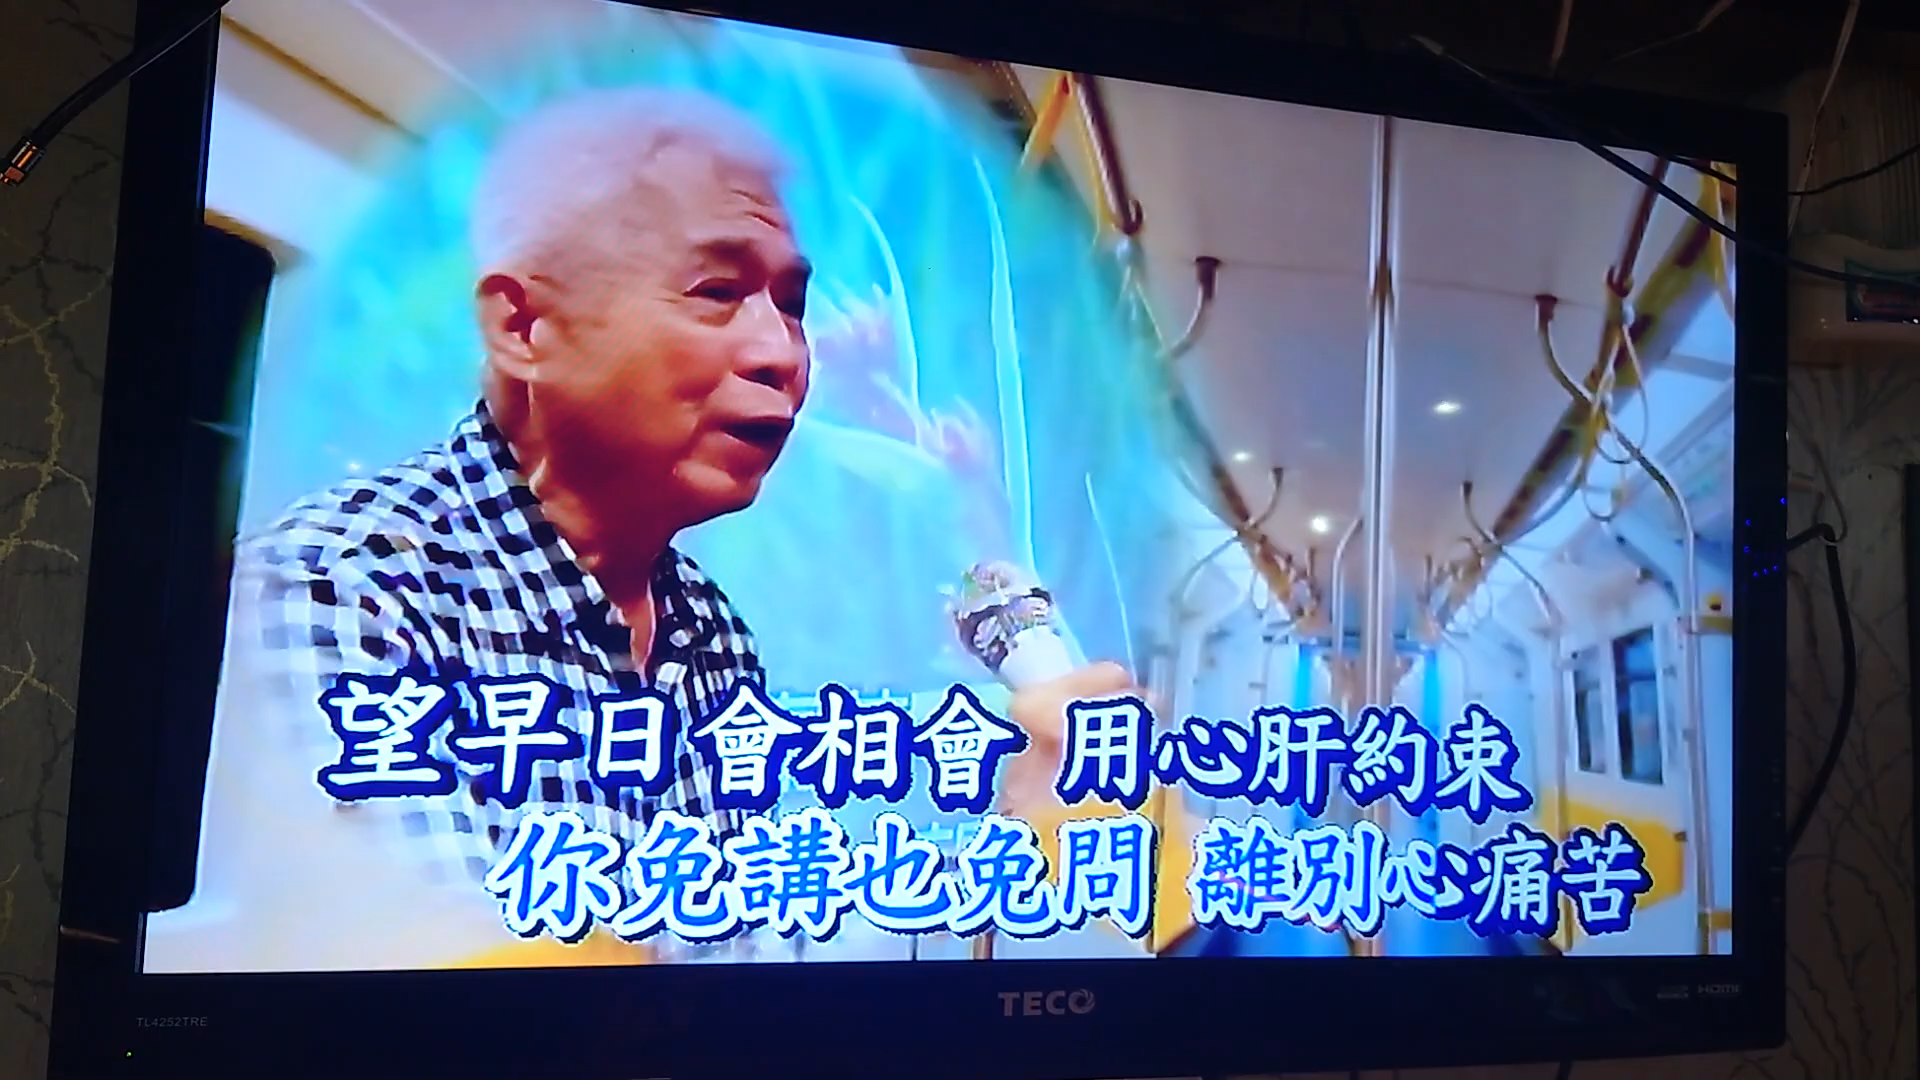 望早日會相會 用心肝約束
你免講也免問 離別心痛苦
TECO
HDMI
TL4252TRE